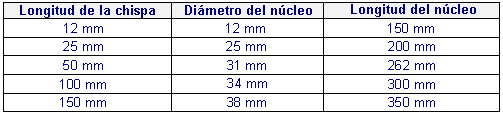 Longitud de la chispa Diámetro del núcleo Longitud del núcleo
12 mm 12 mm 150 mm
25 mm 25 mm 200 mm
50 mm 31 mm 262 mm
100 mm 34 mm 300 mm
150 mm 38 mm 350 mm